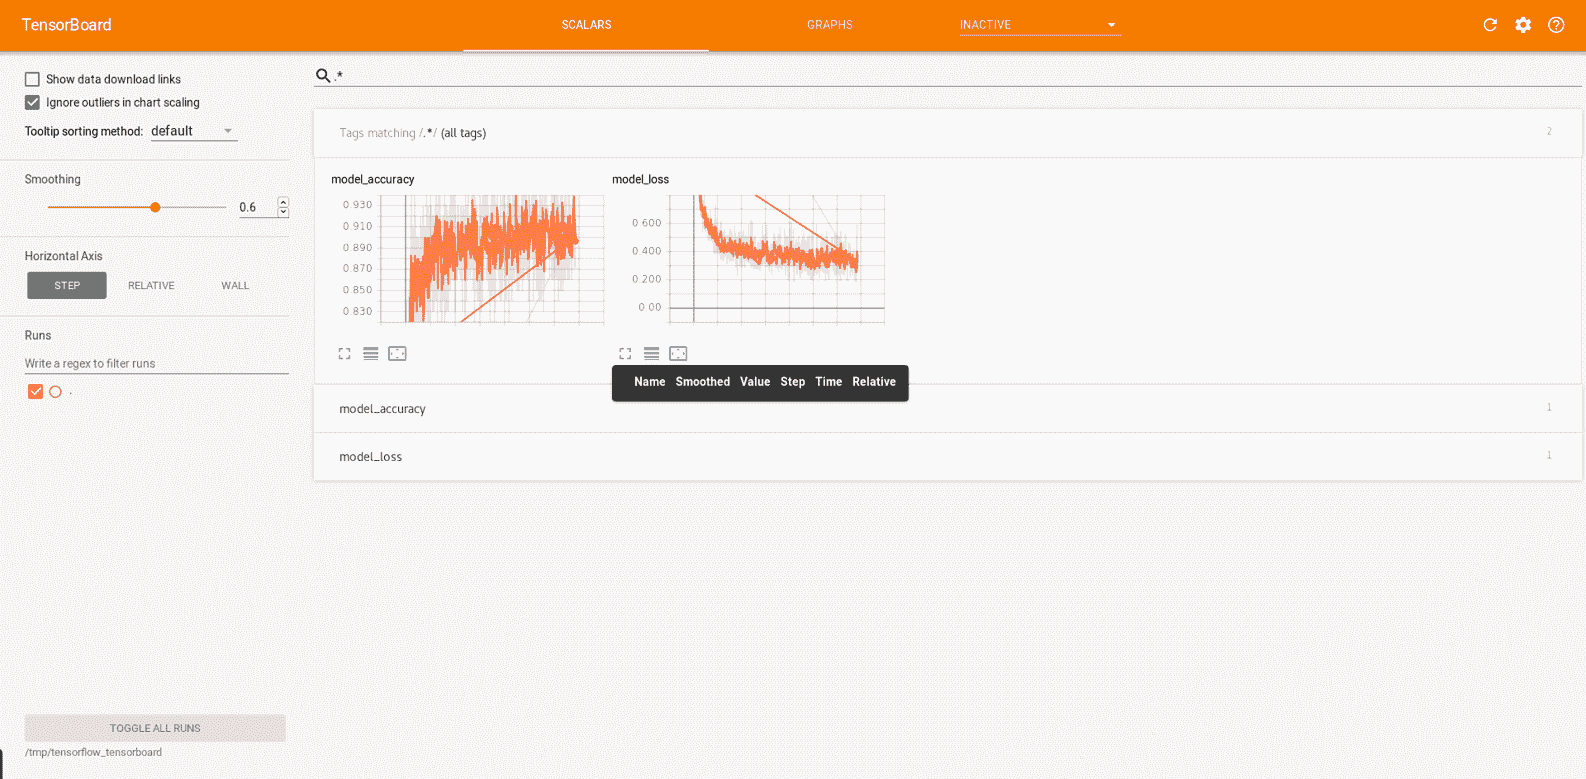 TensorBoard
SCALARS
GRAPHS
INACTIVE
Show data download links
Ignore outliers in chart scaling
Tooltip sorting method: default
Smoothing
0.6
Horizontal Axis
STEP RELATIVE WALL
Runs
Write a regex to filter runs
.
TOGGLE ALL RUNS
/tmp/tensorflow_tensorboard
.*
Tags matching /.*/ (all tags)
2
model_accuracy
0.930
0.910
0.890
0.870
0.850
0.830
model_loss
0.600
0.400
0.200
0.00
Name Smoothed Value Step Time Relative
model_accuracy
1
model_loss
1